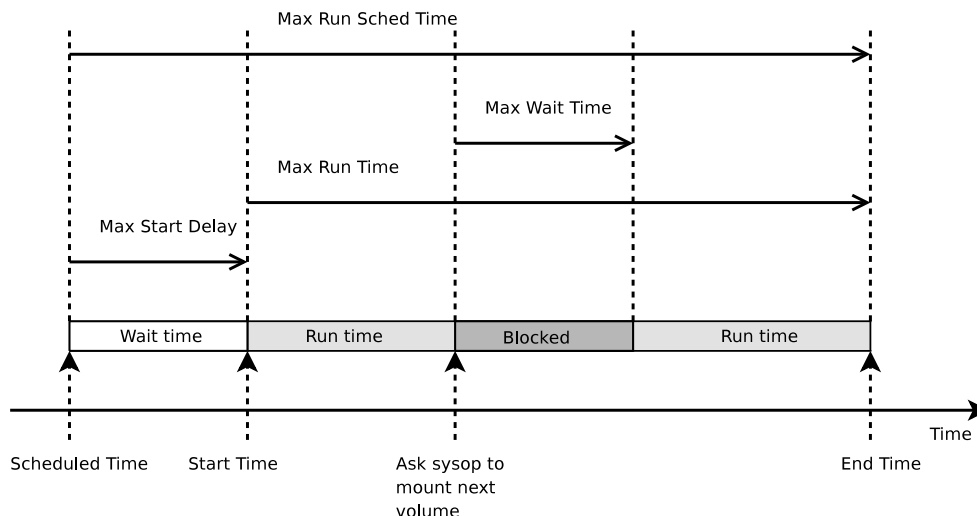 Max Run Sched Time
Max Wait Time
Max Run Time
Max Start Delay
Wait time
Run time
Blocked
Run time
Time
Scheduled Time
Start Time
Ask sysop to
mount next
volume
End Time